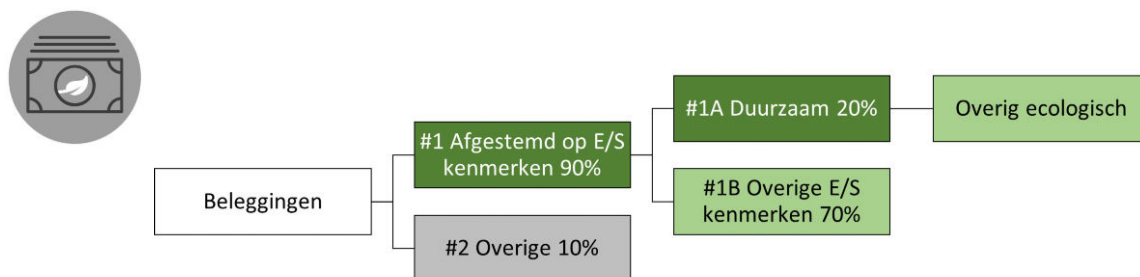 #1A Duurzaam 20%
Overig ecologisch
#1 Afgestemd op E/S
kenmerken 90%
Beleggingen
#1B Overige E/S
kenmerken 70%
#2 Overige 10%